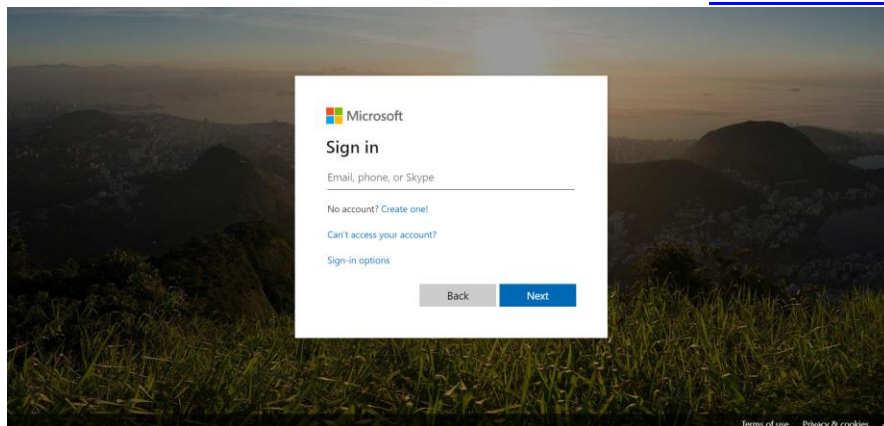 Microsoft
Sign in
Email, phone, or Skype
No account? Create one!
Can't access your account?
Sign-in options
Back Next
Terms of use Privacy & cookies